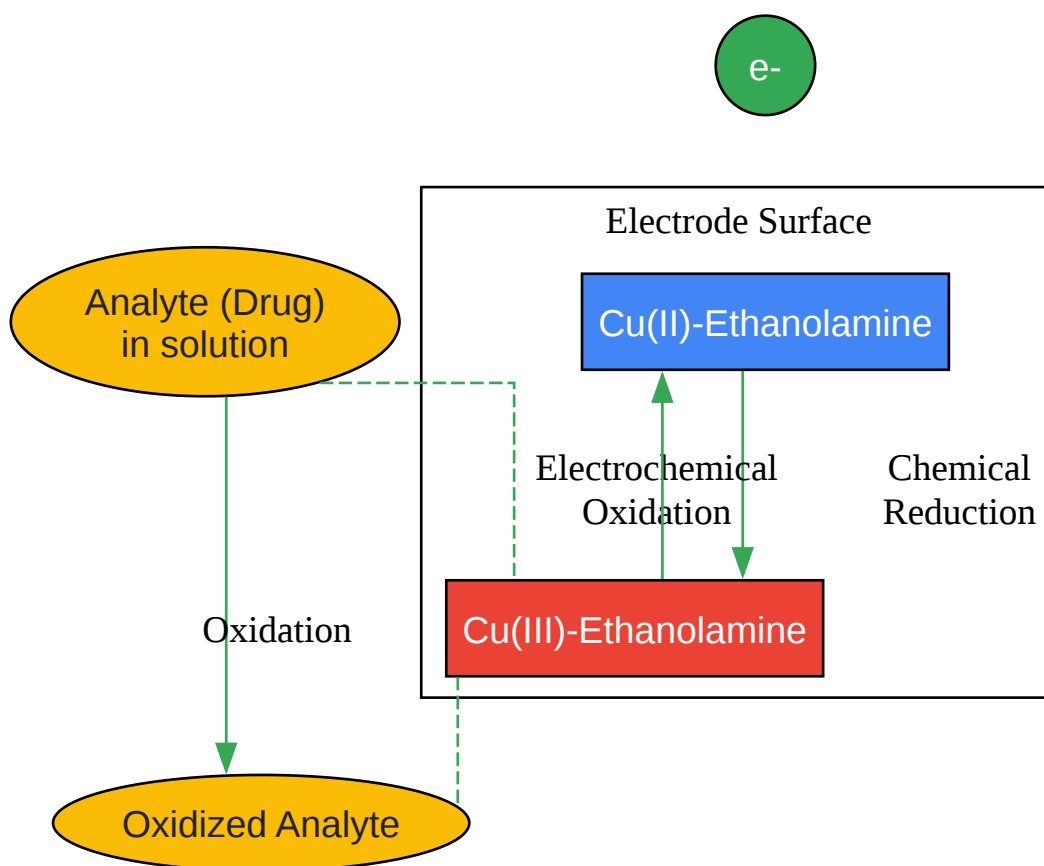 e-
Electrode Surface
Analyte (Drug)
in solution
Cu(II)-Ethanolamine
Electrochemical
Oxidation
Chemical
Reduction
Oxidation
Cu(III)-Ethanolamine
Oxidized Analyte